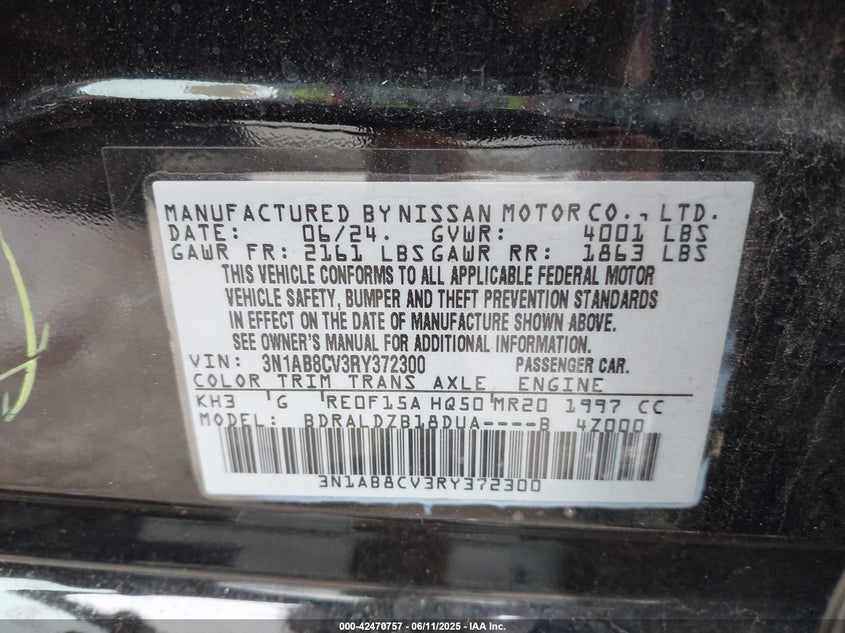 MANUFACTURED BY NISSAN MOTOR CO., LTD.
DATE: 06/24. GVWR: 4001 LBS
GAWR FR: 2161 LBS GAWR RR: 1863 LBS
THIS VEHICLE CONFORMS TO ALL APPLICABLE FEDERAL MOTOR
VEHICLE SAFETY, BUMPER AND THEFT PREVENTION STANDARDS
IN EFFECT ON THE DATE OF MANUFACTURE SHOWN ABOVE.
SEE OWNER'S MANUAL FOR ADDITIONAL INFORMATION.
VIN: 3N1AB8CV3RY372300 PASSENGER CAR.
COLOR TRIM TRANS AXLE ENGINE
KH3 G RE0F15A HQ50 MR20 1997 CC
MODEL: BDRALDZB18DUA----B 4Z000
3N1AB8CV3RY372300
000-42470757 - 06/11/2025 - IAA Inc.